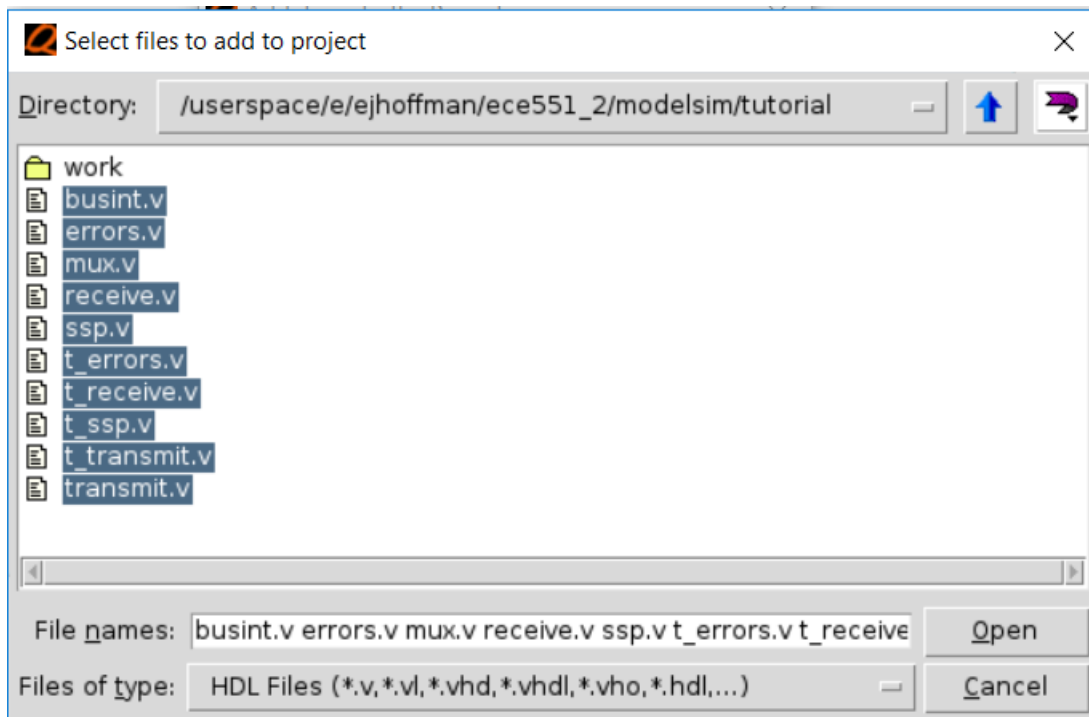 Select files to add to project
Directory: /userspace/e/ejhoffman/ece551_2/modelsim/tutorial
work
busint.v
errors.v
mux.v
receive.v
ssp.v
t_errors.v
t_receive.v
t_ssp.v
t_transmit.v
transmit.v
File names: busint.v errors.v mux.v receive.v ssp.v t_errors.v t_receive Open
Files of type: HDL Files (*.v,*.vl,*.vhd,*.vhdl,*.vho,*.hdl,...) Cancel